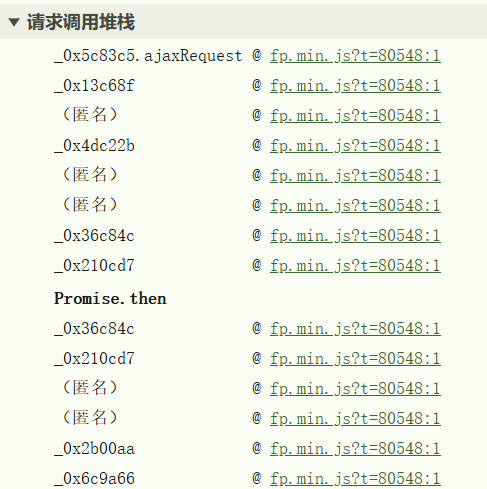 ▼ 请求调用堆栈
_0x5c83c5.ajaxRequest @ fp.min.js?t=80548:1
_0x13c68f @ fp.min.js?t=80548:1
（匿名） @ fp.min.js?t=80548:1
_0x4dc22b @ fp.min.js?t=80548:1
（匿名） @ fp.min.js?t=80548:1
（匿名） @ fp.min.js?t=80548:1
_0x36c84c @ fp.min.js?t=80548:1
_0x210cd7 @ fp.min.js?t=80548:1
Promise.then
_0x36c84c @ fp.min.js?t=80548:1
_0x210cd7 @ fp.min.js?t=80548:1
（匿名） @ fp.min.js?t=80548:1
（匿名） @ fp.min.js?t=80548:1
_0x2b00aa @ fp.min.js?t=80548:1
_0x6c9a66 @ fp.min.js?t=80548:1